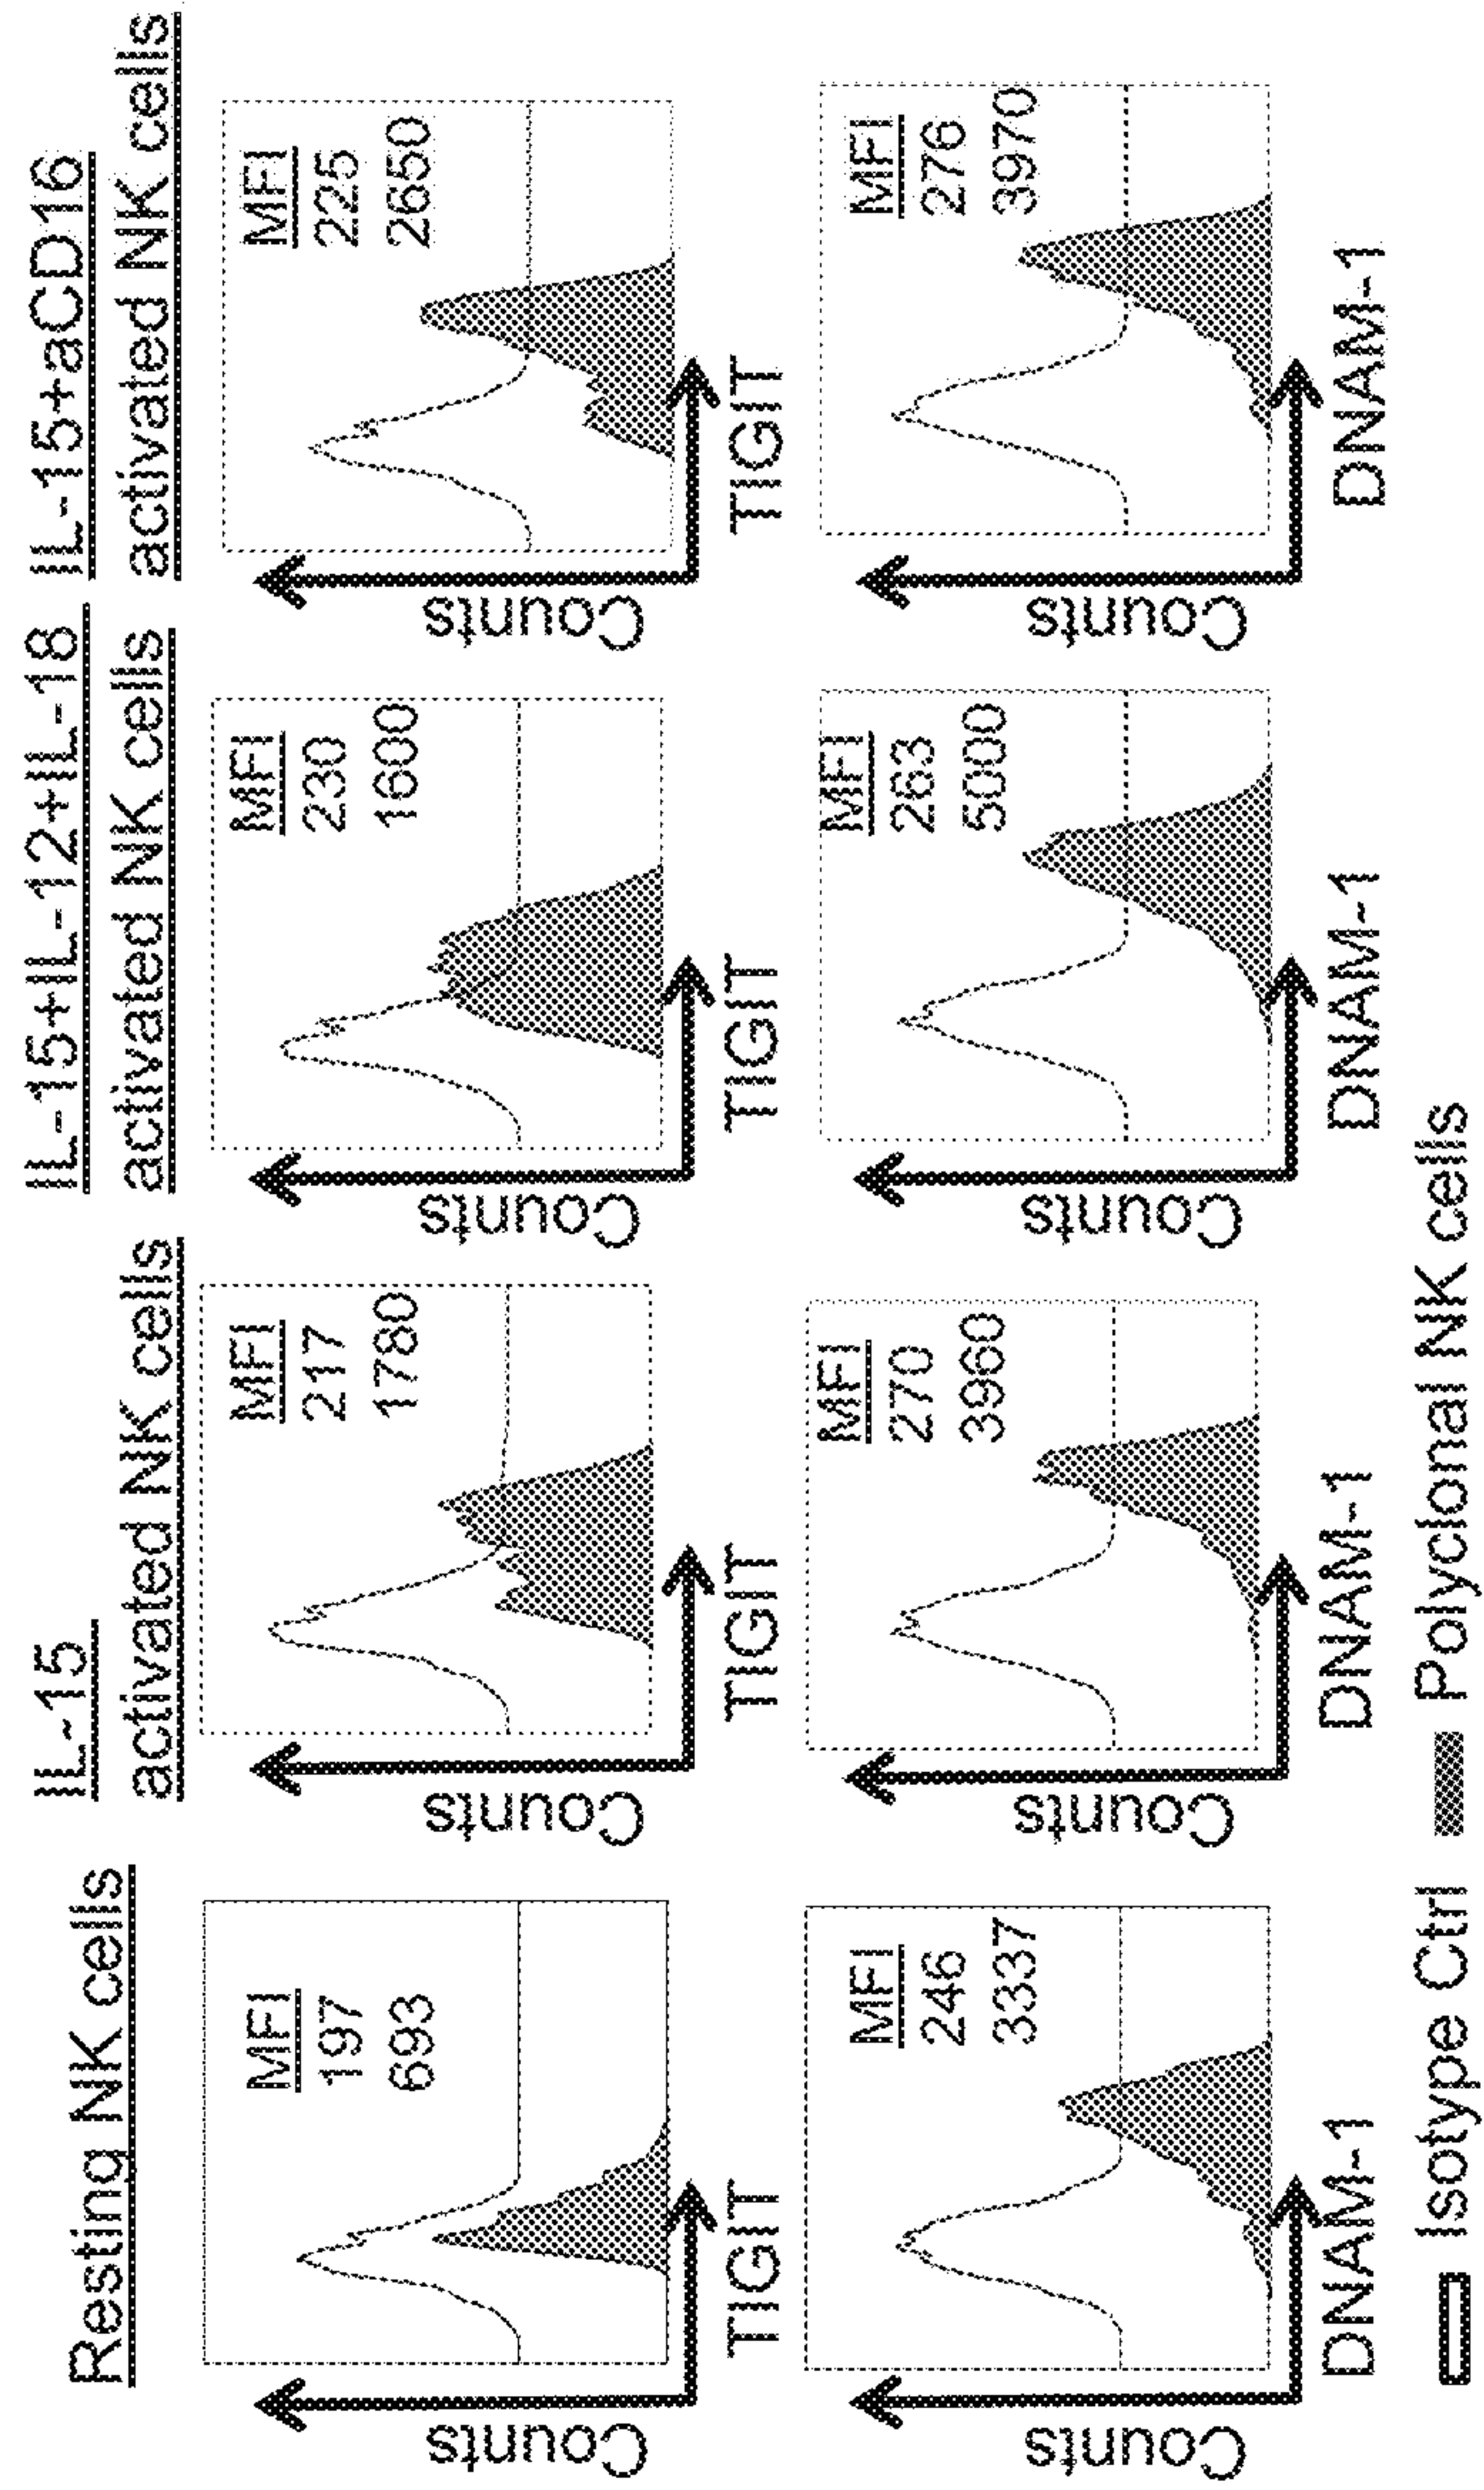 Resting NK cells
IL-15
activated NK cells
IL-15+IL-12+IL-18
activated NK cells
IL-15+aCD16
activated NK cells
Counts
MFI
197
693
TIGIT
Counts
MFI
217
1780
TIGIT
Counts
MFI
230
1600
TIGIT
Counts
MFI
225
2650
TIGIT
Counts
MFI
246
3337
DNAM-1
Counts
MFI
270
3960
DNAM-1
Counts
MFI
263
5000
DNAM-1
Counts
MFI
276
3970
DNAM-1
Isotype Ctrl Polyclonal NK cells